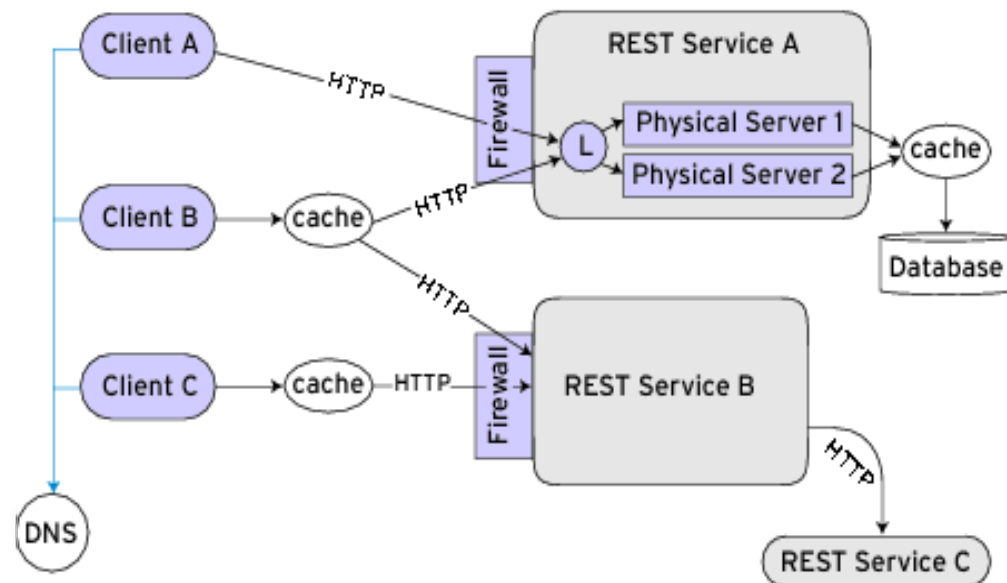 Client A
HTTP
Firewall
REST Service A
L
Physical Server 1
Physical Server 2
cache
Database
Client B
cache
HTTP
HTTP
Client C
cache
HTTP
Firewall
REST Service B
HTTP
DNS
REST Service C